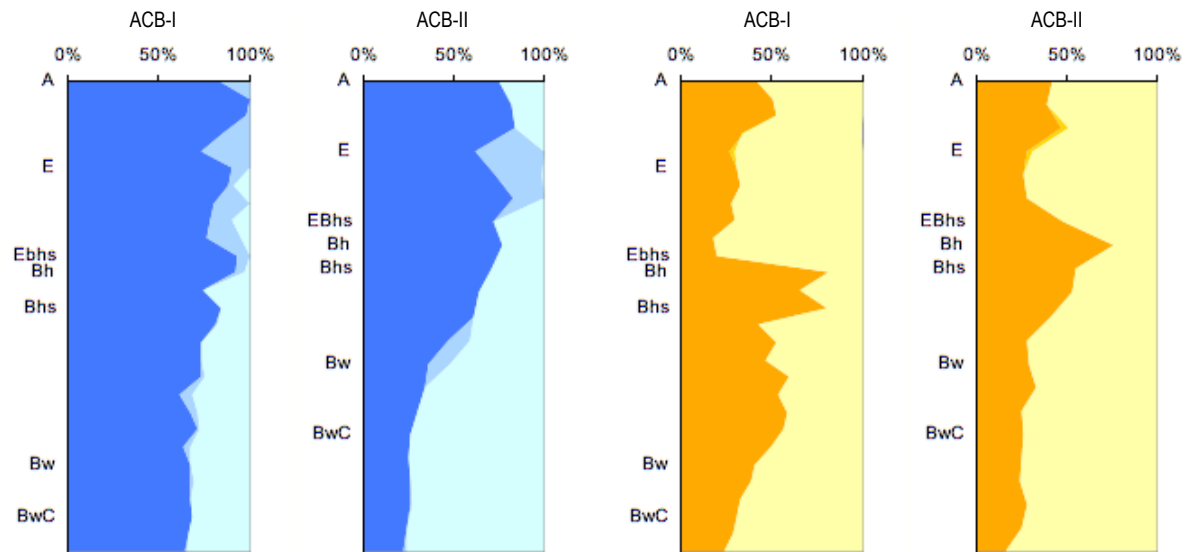 ACB-I
ACB-II
ACB-I
ACB-II
0% 50% 100%
0% 50% 100%
0% 50% 100%
0% 50% 100%
A
E
Ebhs
Bh
Bhs
Bw
BwC
A
E
EBhs
Bh
Bhs
Bw
BwC
A
E
Ebhs
Bh
Bhs
Bw
BwC
A
E
EBhs
Bh
Bhs
Bw
BwC